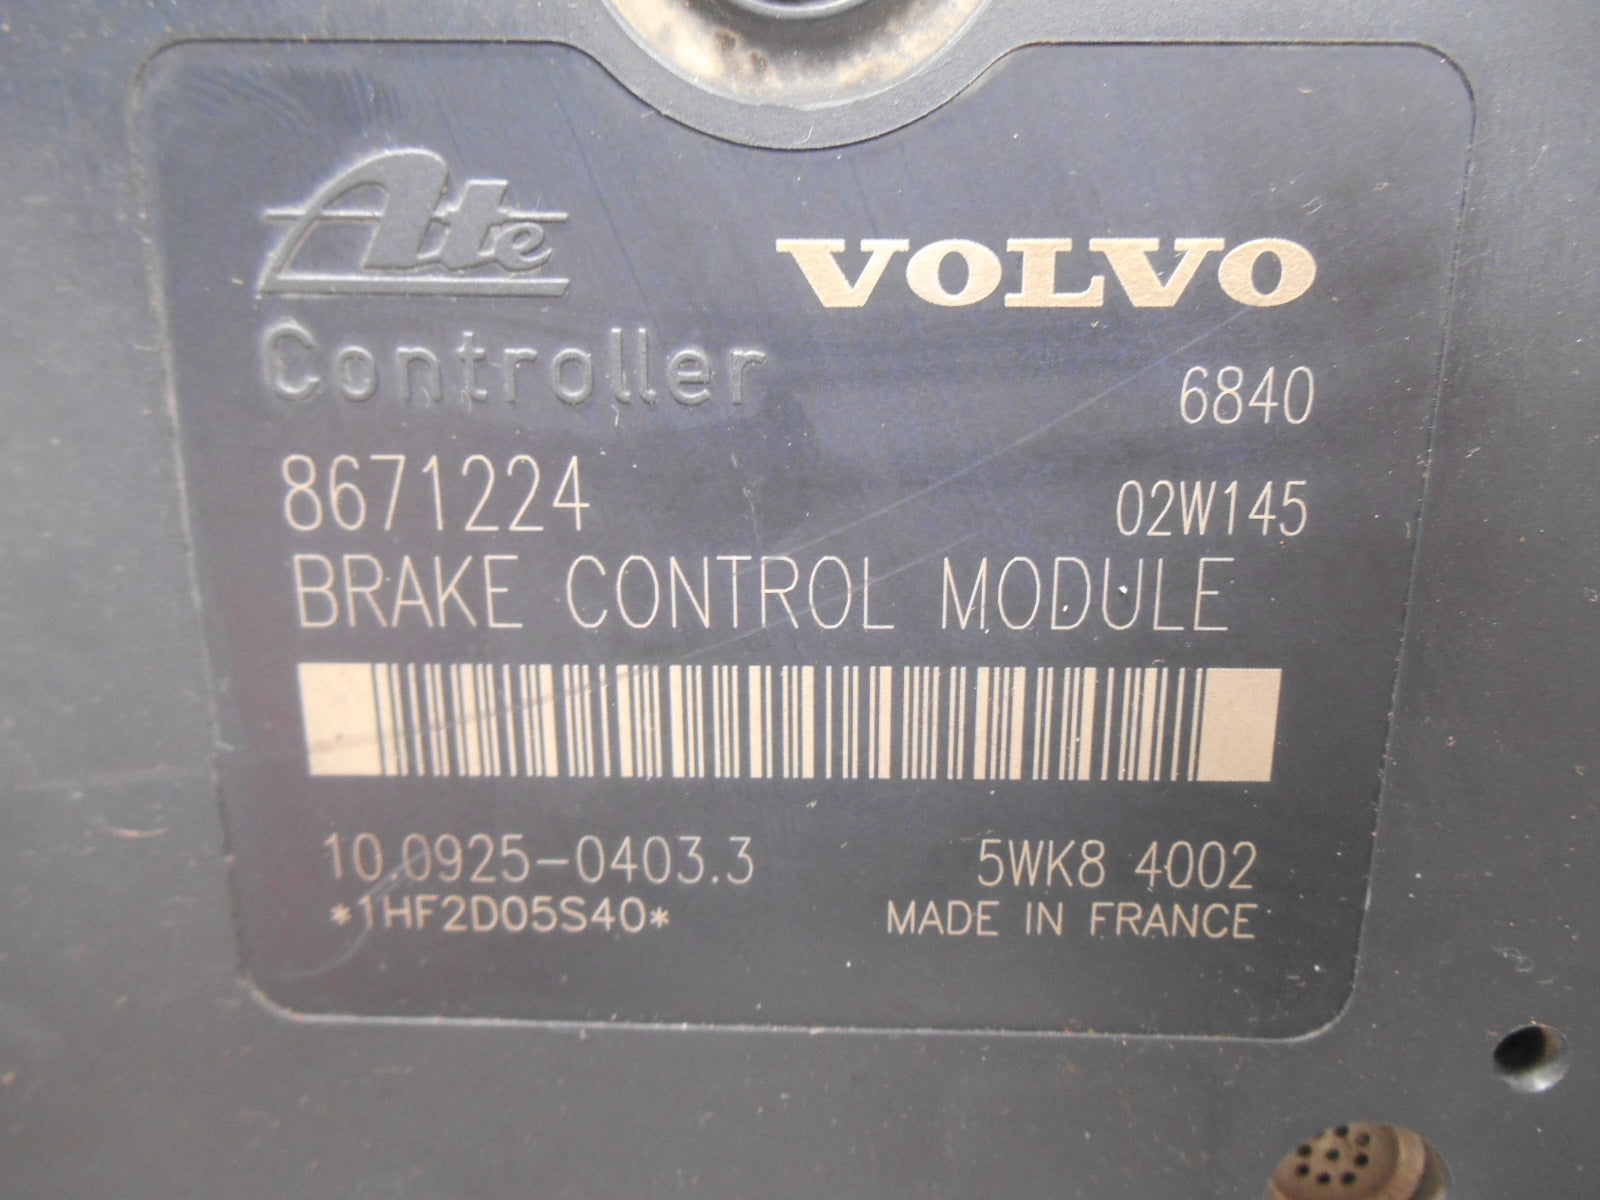 Ate
VOLVO
Controller
6840
8671224
02W145
BRAKE CONTROL MODULE
10.0925-0403.3
5WK8 4002
*1HF2D05S40*
MADE IN FRANCE